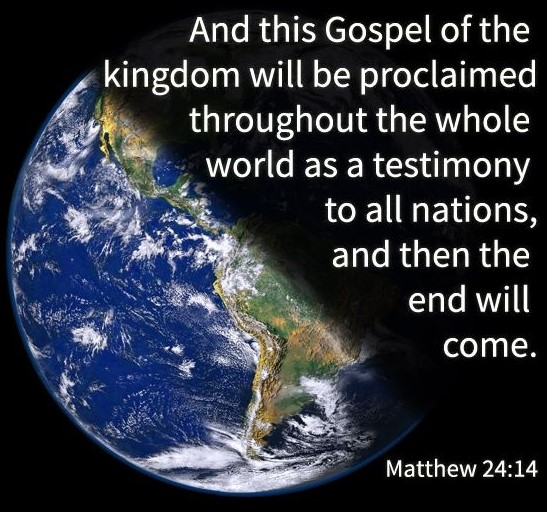 And this Gospel of the
kingdom will be proclaimed
throughout the whole
world as a testimony
to all nations,
and then the
end will
come.
Matthew 24:14